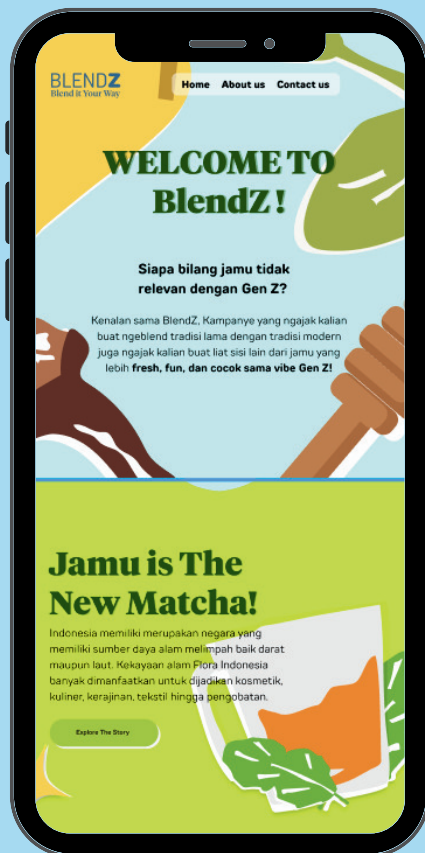 BLENDZ
Blend it Your Way
Home About us Contact us
WELCOME TO
BlendZ!
Siapa bilang jamu tidak
relevan dengan Gen Z?
Kenalan sama BlendZ, Kampanye yang ngajak kalian
buat ngeblend tradisi lama dengan tradisi modern
juga ngajak kalian buat liat sisi lain dari jamu yang
lebih fresh, fun, dan cocok sama vibe Gen Z!
Jamu is The
New Matcha!
Indonesia memiliki merupakan negara yang
memiliki sumber daya alam melimpah baik darat
maupun laut. Kekayaan alam Flora Indonesia
banyak dimanfaatkan untuk dijadikan kosmetik,
kuliner, kerajinan, tekstil hingga pengobatan.
Explore The Story